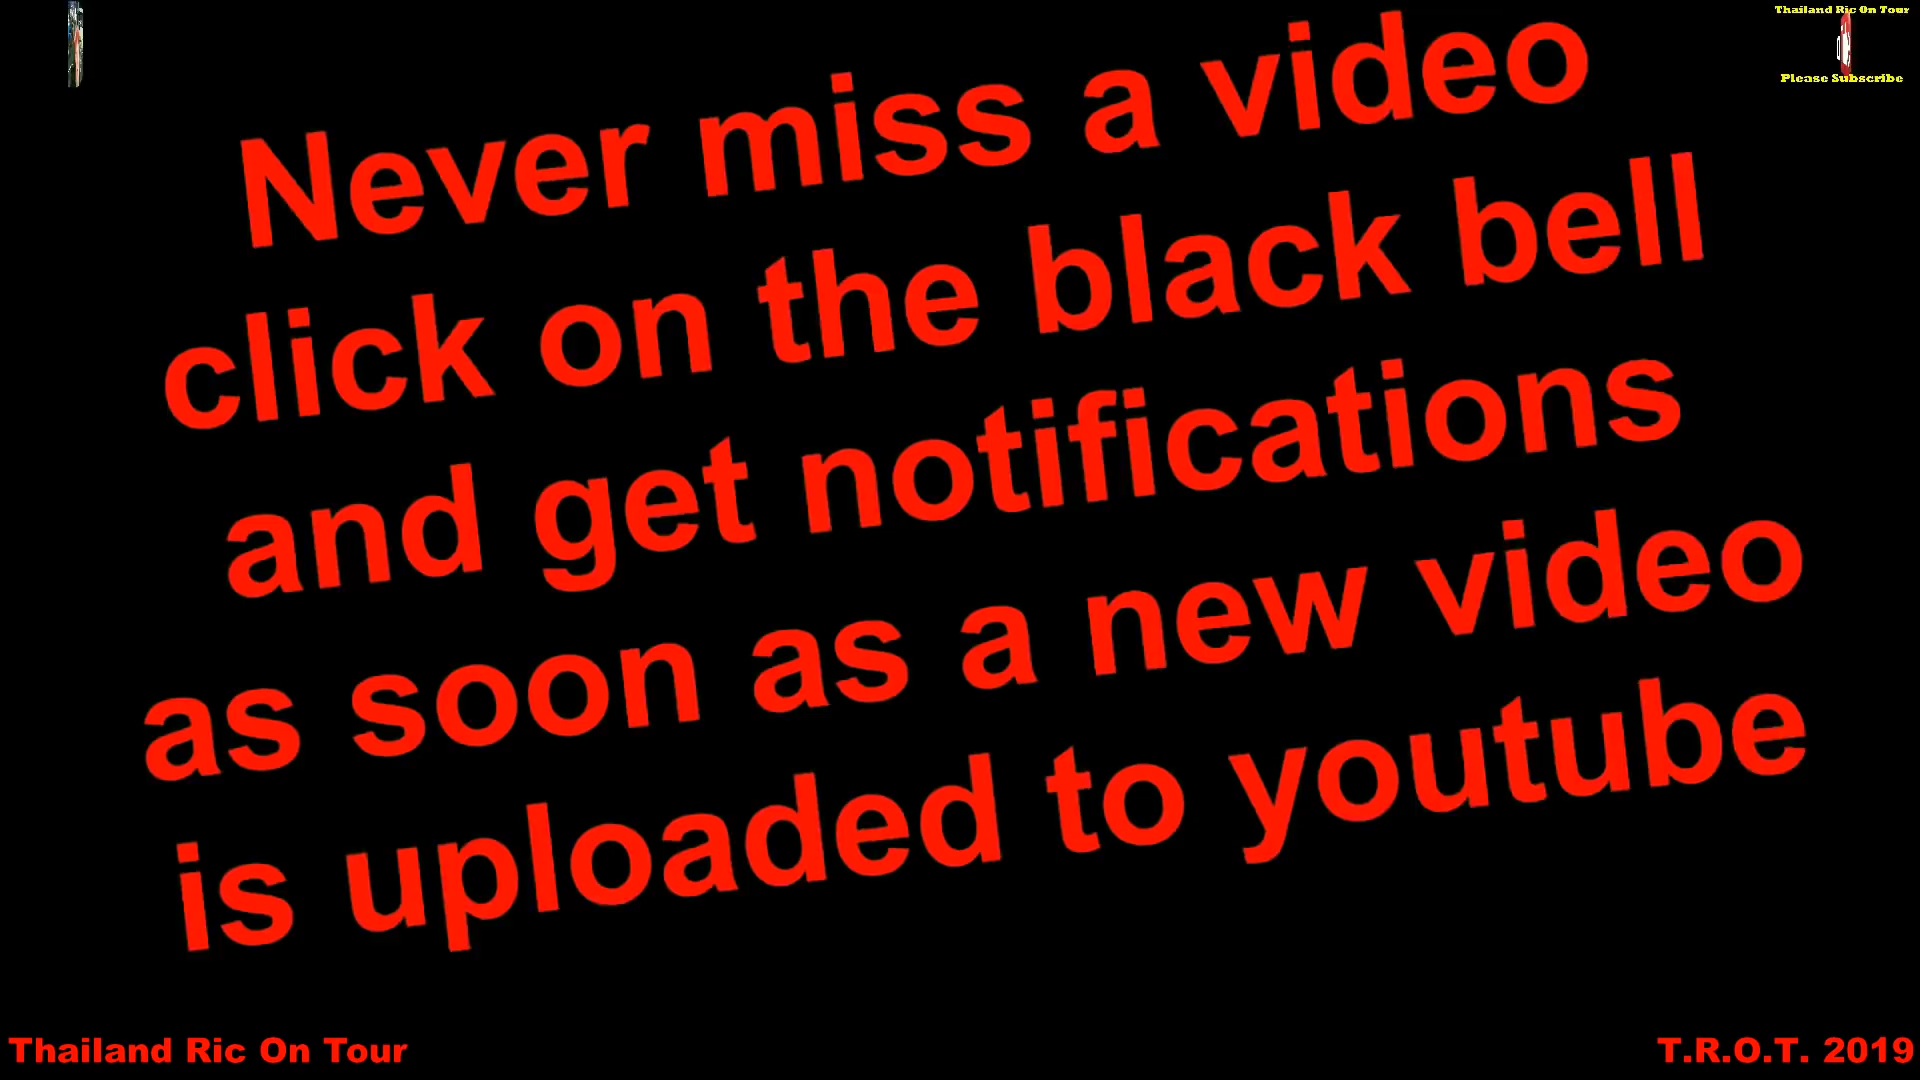 Thailand Ric On Tour
Please Subscribe
Never miss a video
click on the black bell
and get notifications
as soon as a new video
is uploaded to youtube
Thailand Ric On Tour
T.R.O.T. 2019